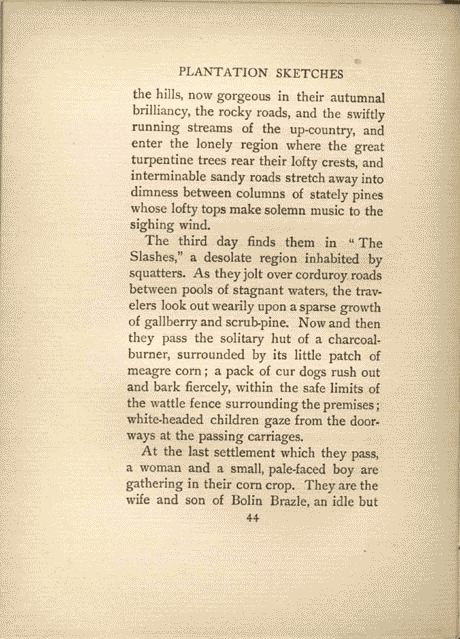 PLANTATION SKETCHES
the hills, now gorgeous in their autumnal
brilliancy, the rocky roads, and the swiftly
running streams of the up-country, and
enter the lonely region where the great
turpentine trees rear their lofty crests, and
interminable sandy roads stretch away into
dimness between columns of stately pines
whose lofty tops make solemn music to the
sighing wind.
The third day finds them in "The
Slashes," a desolate region inhabited by
squatters. As they jolt over corduroy roads
between pools of stagnant waters, the trav-
elers look out wearily upon a sparse growth
of gallberry and scrub-pine. Now and then
they pass the solitary hut of a charcoal-
burner, surrounded by its little patch of
meagre corn; a pack of cur dogs rush out
and bark fiercely, within the safe limits of
the wattle fence surrounding the premises;
white-headed children gaze from the door-
ways at the passing carriages.
At the last settlement which they pass,
a woman and a small, pale-faced boy are
gathering in their corn crop. They are the
wife and son of Bolin Brazle, an idle but
44